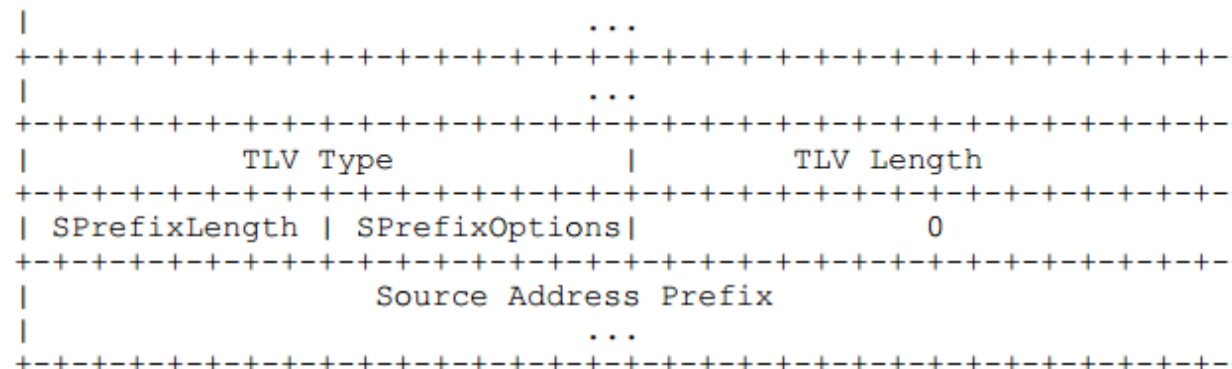 |                             ...
+-+-+-+-+-+-+-+-+-+-+-+-+-+-+-+-+-+-+-+-+-+-+-+-+-+-+-+-+-+-+-+-
|                             ...
+-+-+-+-+-+-+-+-+-+-+-+-+-+-+-+-+-+-+-+-+-+-+-+-+-+-+-+-+-+-+-+-
|           TLV Type            |        TLV Length
+-+-+-+-+-+-+-+-+-+-+-+-+-+-+-+-+-+-+-+-+-+-+-+-+-+-+-+-+-+-+-+-
| SPrefixLength | SPrefixOptions|               0
+-+-+-+-+-+-+-+-+-+-+-+-+-+-+-+-+-+-+-+-+-+-+-+-+-+-+-+-+-+-+-+-
|                  Source Address Prefix
|                             ...
+-+-+-+-+-+-+-+-+-+-+-+-+-+-+-+-+-+-+-+-+-+-+-+-+-+-+-+-+-+-+-+-